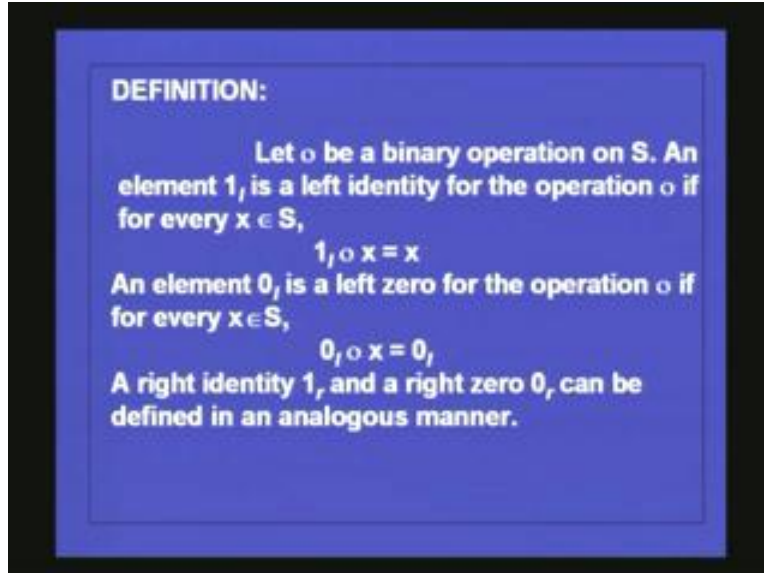 DEFINITION:
Let o be a binary operation on S. An
element 1ₗ is a left identity for the operation o if
for every x ∈ S,
1ₗ o x = x
An element 0ₗ is a left zero for the operation o if
for every x∈S,
0ₗ o x = 0ₗ
A right identity 1ᵣ and a right zero 0ᵣ can be
defined in an analogous manner.